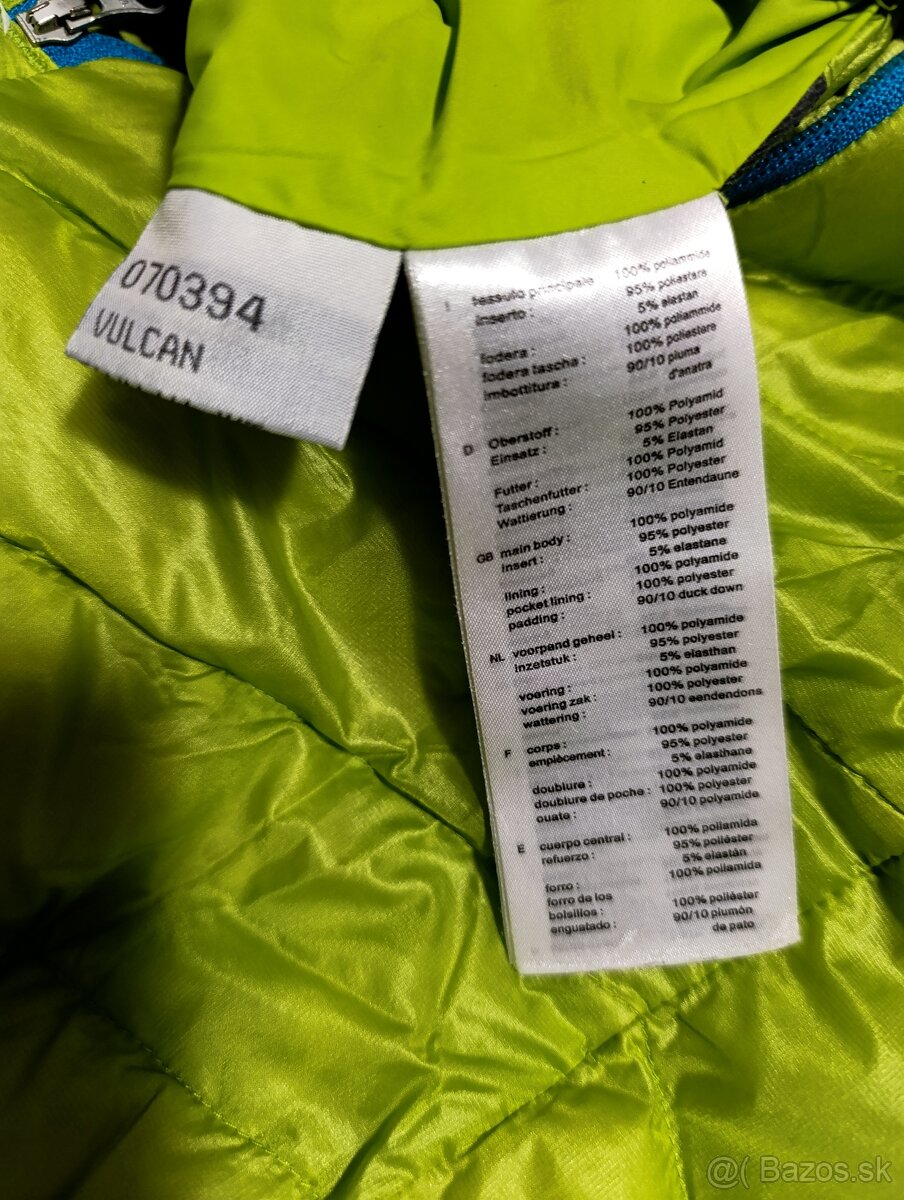 070394
VULCAN
I tessuto principale 100% poliammide
inserto : 95% poliestere
5% elastan
fodera : 100% poliammide
fodera tascha : 100% poliestere
imbottitura : 90/10 piuma
d'anatra
D Oberstoff : 100% Polyamid
Einsatz : 95% Polyester
5% Elastan
Futter : 100% Polyamid
Taschenfutter : 100% Polyester
Wattierung : 90/10 Entendaune
GB main body : 100% polyamide
insert : 95% polyester
5% elastane
lining : 100% polyamide
pocket lining : 100% polyester
padding : 90/10 duck down
NL voorpand geheel : 100% polyamide
inzetstuk : 95% polyester
5% elasthan
voering : 100% polyamide
voering zak : 100% polyester
wattering : 90/10 eendendons
F corps : 100% polyamide
emplècement : 95% polyester
5% elasthane
doublure : 100% polyamide
doublure de poche : 100% polyester
ouate : 90/10 polyamide
E cuerpo central : 100% poliamida
refuerzo : 95% poliéster
5% elastán
forro : 100% poliamida
forro de los
bolsillos : 100% poliéster
enguatado : 90/10 plumón
de pato
@( Bazos.sk